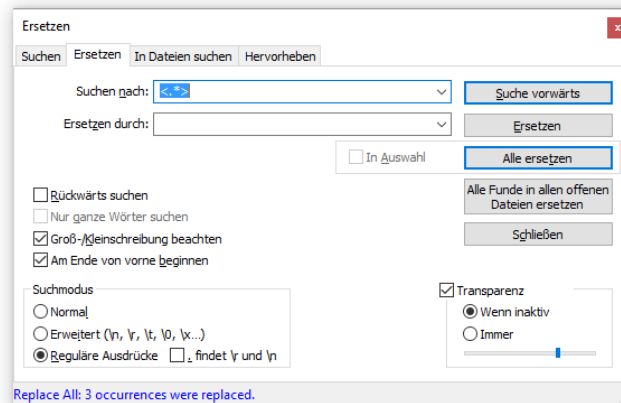 Ersetzen
x
Suchen Ersetzen In Dateien suchen Hervorheben
Suchen nach: <.*> Suche vorwärts
Ersetzen durch: Ersetzen
In Auswahl Alle ersetzen
Rückwärts suchen Alle Funde in allen offenen
Dateien ersetzen
Nur ganze Wörter suchen
Groß-/Kleinschreibung beachten Schließen
Am Ende von vorne beginnen
Suchmodus Transparenz
Normal Wenn inaktiv
Erweitert (\n, \r, \t, \0, \x...) Immer
Reguläre Ausdrücke . findet \r und \n
Replace All: 3 occurrences were replaced.